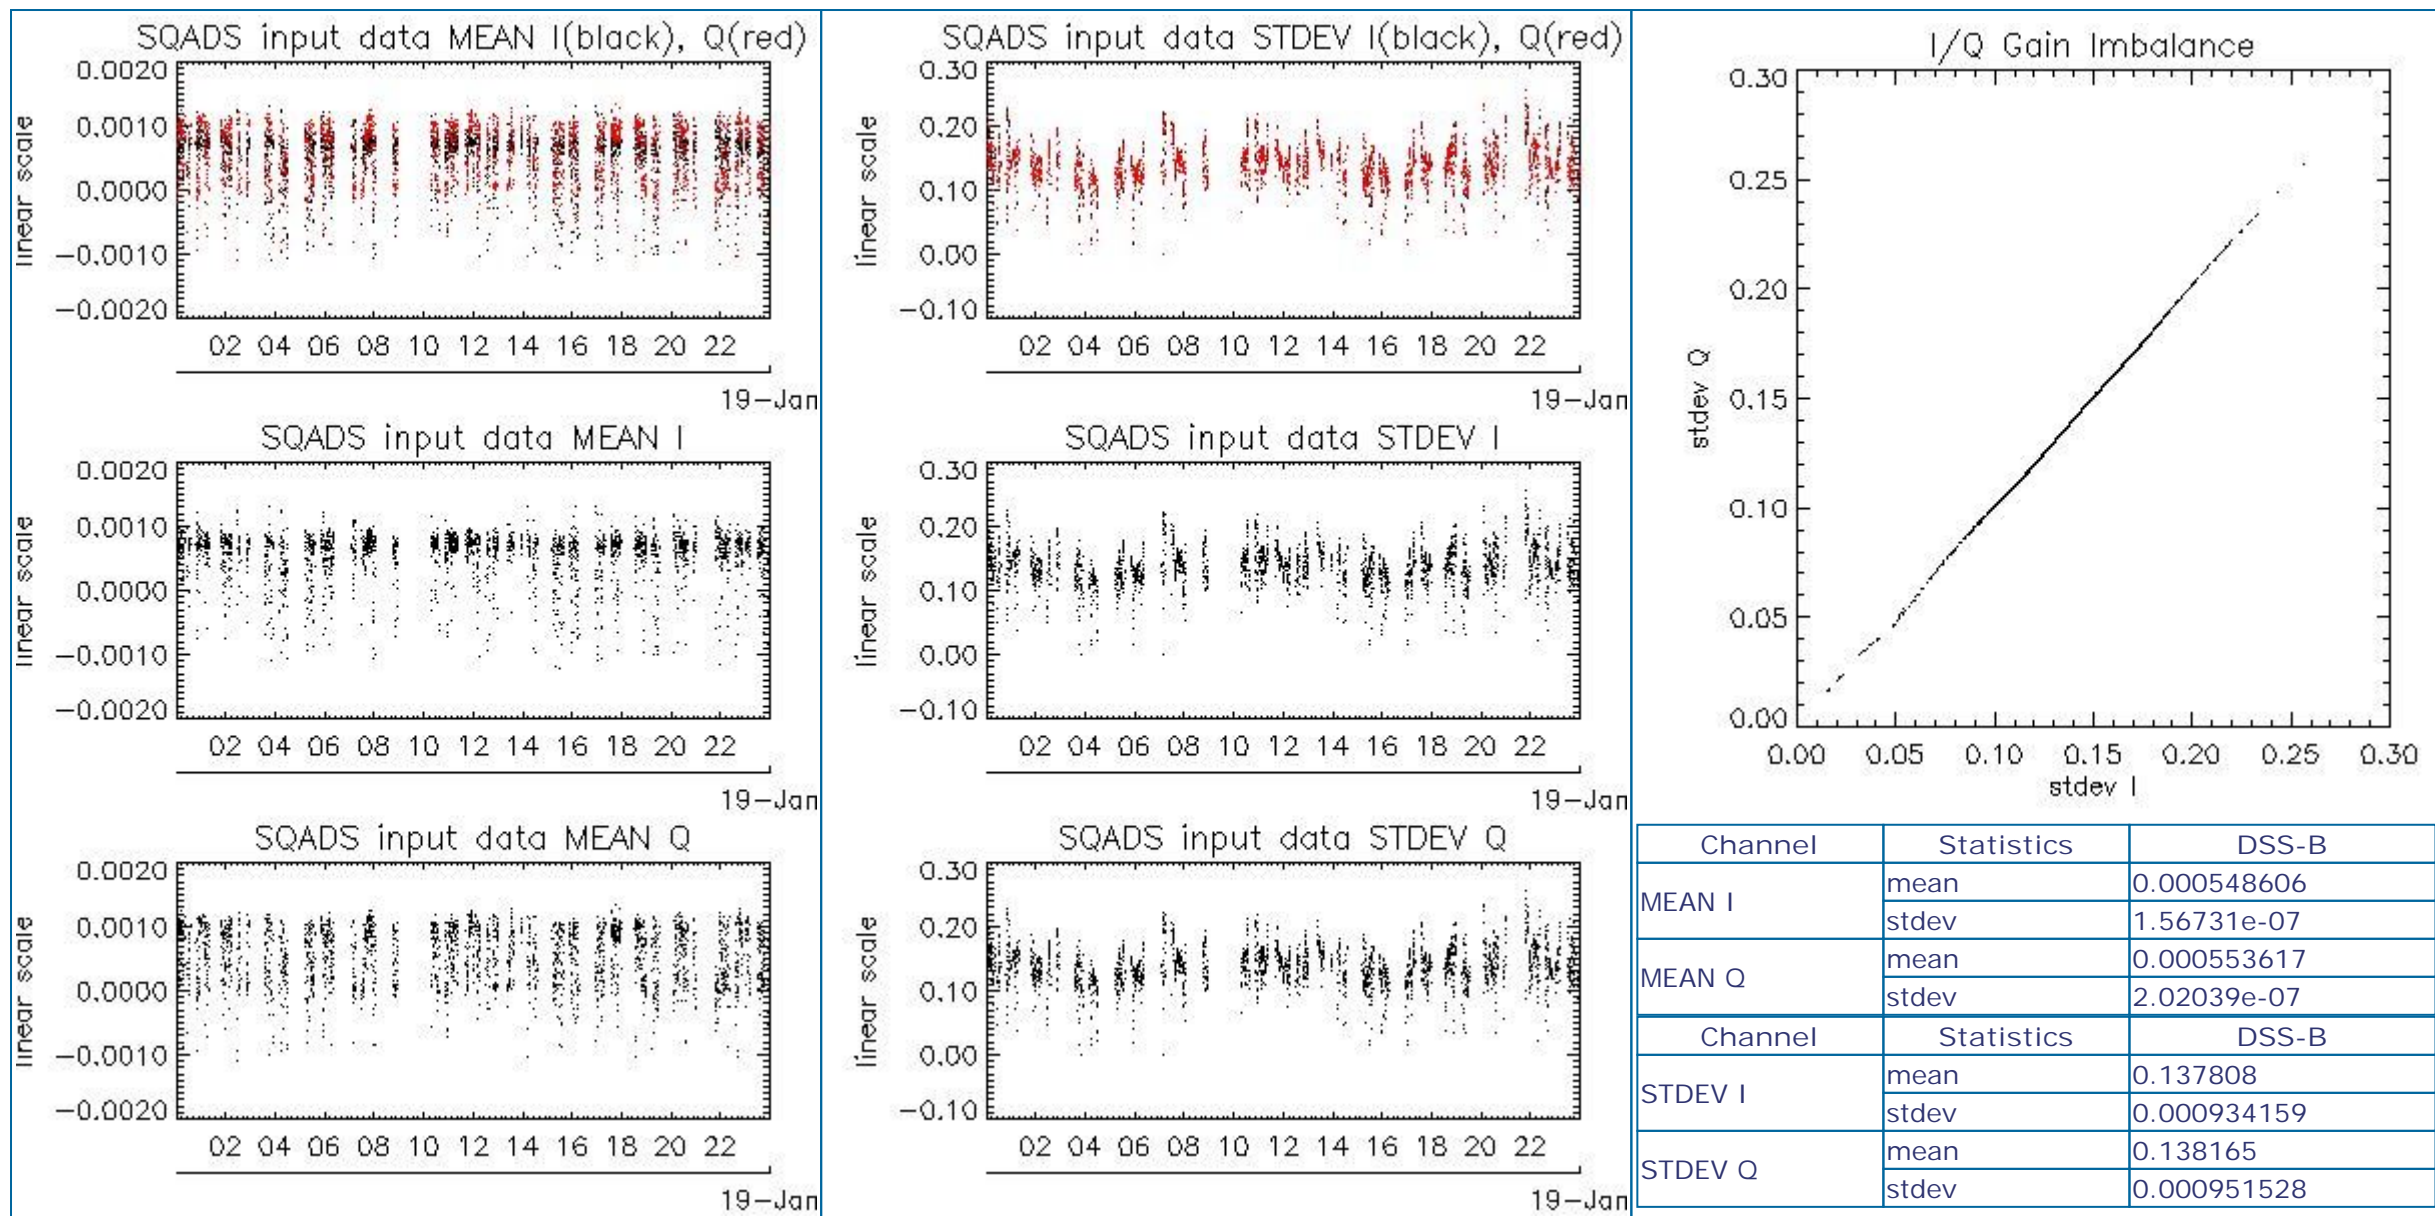 SQADS input data MEAN I(black), Q(red)
linear scale
0.0020
0.0010
0.0000
−0.0010
−0.0020
02 04 06 08 10 12 14 16 18 20 22
19−Jan
SQADS input data MEAN I
linear scale
0.0020
0.0010
0.0000
−0.0010
−0.0020
02 04 06 08 10 12 14 16 18 20 22
19−Jan
SQADS input data MEAN Q
linear scale
0.0020
0.0010
0.0000
−0.0010
−0.0020
02 04 06 08 10 12 14 16 18 20 22
19−Jan
SQADS input data STDEV I(black), Q(red)
linear scale
0.30
0.20
0.10
0.00
−0.10
02 04 06 08 10 12 14 16 18 20 22
19−Jan
SQADS input data STDEV I
linear scale
0.30
0.20
0.10
0.00
−0.10
02 04 06 08 10 12 14 16 18 20 22
19−Jan
SQADS input data STDEV Q
linear scale
0.30
0.20
0.10
0.00
−0.10
02 04 06 08 10 12 14 16 18 20 22
19−Jan
I/Q Gain Imbalance
stdev Q
0.30
0.25
0.20
0.15
0.10
0.05
0.00
0.00 0.05 0.10 0.15 0.20 0.25 0.30
stdev I
Channel Statistics DSS-B
MEAN I mean 0.000548606
stdev 1.56731e-07
MEAN Q mean 0.000553617
stdev 2.02039e-07
Channel Statistics DSS-B
STDEV I mean 0.137808
stdev 0.000934159
STDEV Q mean 0.138165
stdev 0.000951528